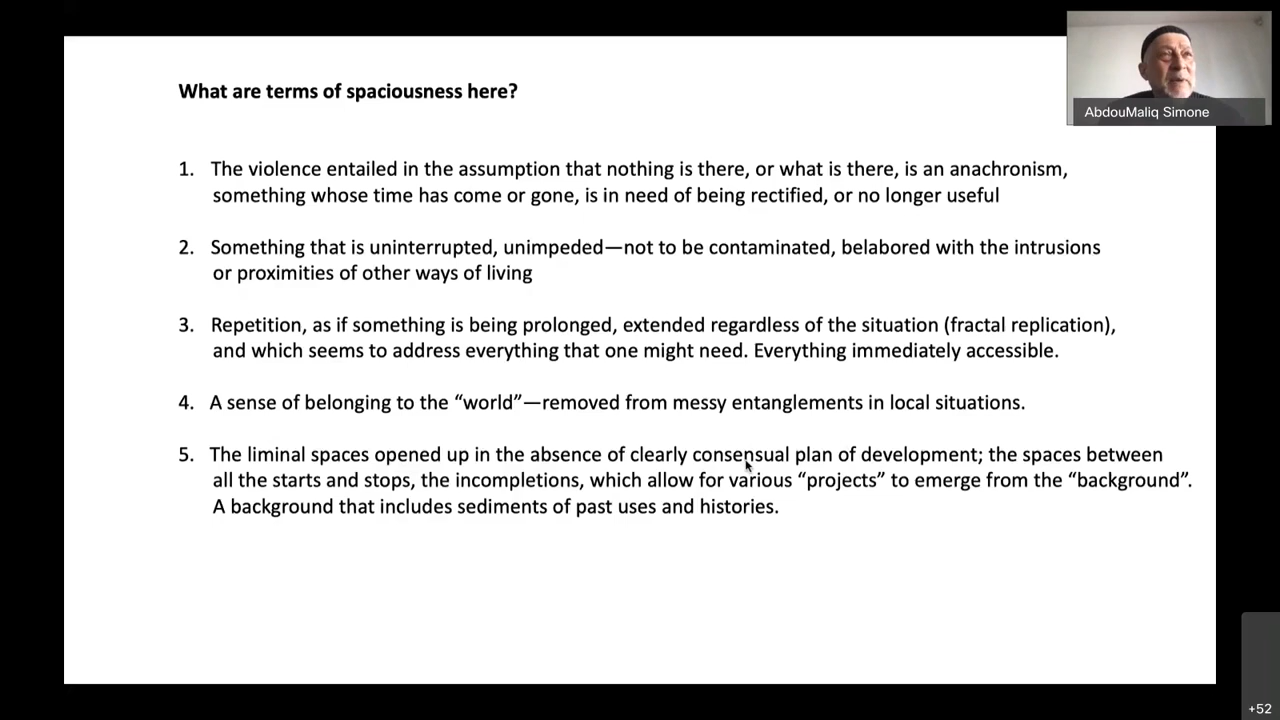 What are terms of spaciousness here?
AbdouMaliq Simone
1. The violence entailed in the assumption that nothing is there, or what is there, is an anachronism,
something whose time has come or gone, is in need of being rectified, or no longer useful
2. Something that is uninterrupted, unimpeded—not to be contaminated, belabored with the intrusions
or proximities of other ways of living
3. Repetition, as if something is being prolonged, extended regardless of the situation (fractal replication),
and which seems to address everything that one might need. Everything immediately accessible.
4. A sense of belonging to the “world”—removed from messy entanglements in local situations.
5. The liminal spaces opened up in the absence of clearly consensual plan of development; the spaces between
all the starts and stops, the incompletions, which allow for various “projects” to emerge from the “background”.
A background that includes sediments of past uses and histories.
+52